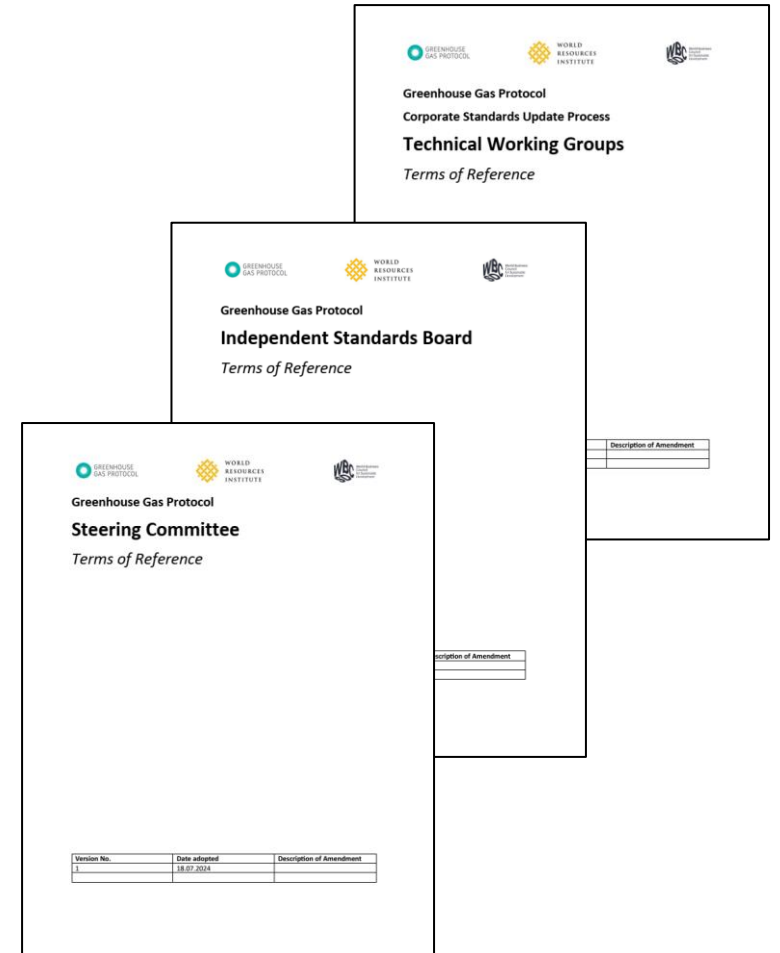 GREENHOUSE
GAS PROTOCOL
WORLD
RESOURCES
INSTITUTE
WBC
Greenhouse Gas Protocol
Corporate Standards Update Process
Technical Working Groups
Terms of Reference
Description of Amendment
GREENHOUSE
GAS PROTOCOL
WORLD
RESOURCES
INSTITUTE
WBC
Greenhouse Gas Protocol
Independent Standards Board
Terms of Reference
scription of Amendment
GREENHOUSE
GAS PROTOCOL
WORLD
RESOURCES
INSTITUTE
WBC
Greenhouse Gas Protocol
Steering Committee
Terms of Reference
Version No. Date adopted Description of Amendment
1 18.07.2024